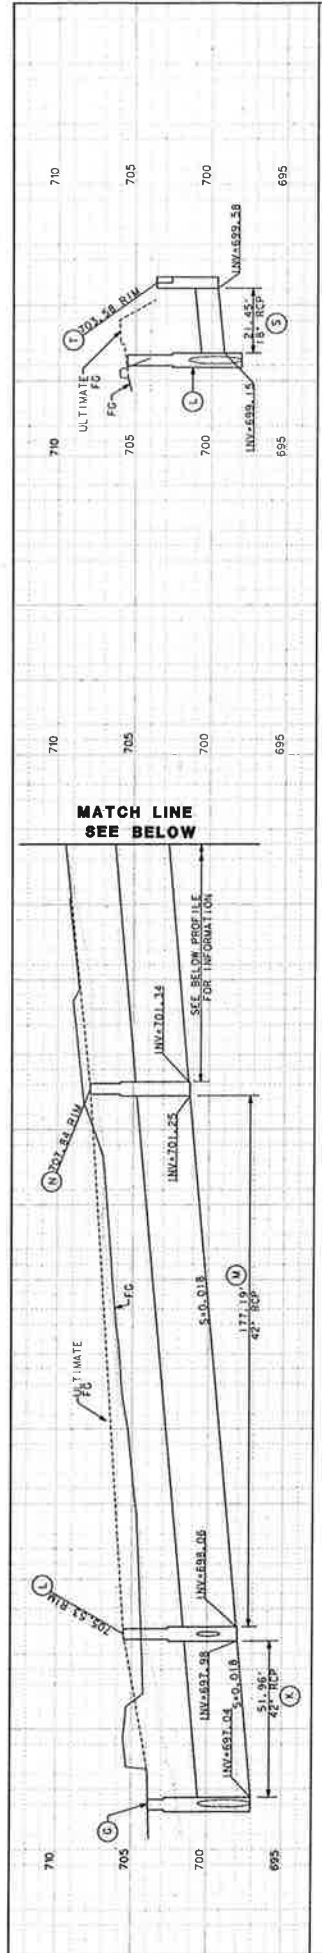 710
705
700
695
G
L
705.53 RIM
INV=697.04
INV=697.98
INV=698.06
S=0.018
51.96'
42" RCP
K
ULTIMATE
FG
FG
S=0.018
177.19'
42" RCP
M
N
707.84 RIM
INV=701.25
INV=701.34
SEE BELOW PROFILE
FOR INFORMATION
MATCH LINE
SEE BELOW
710
705
700
695
710
705
700
695
ULTIMATE
FG
FG
T
703.58 RIM
L
INV=699.15
INV=699.58
21.45'
18" RCP
S
710
705
700
695